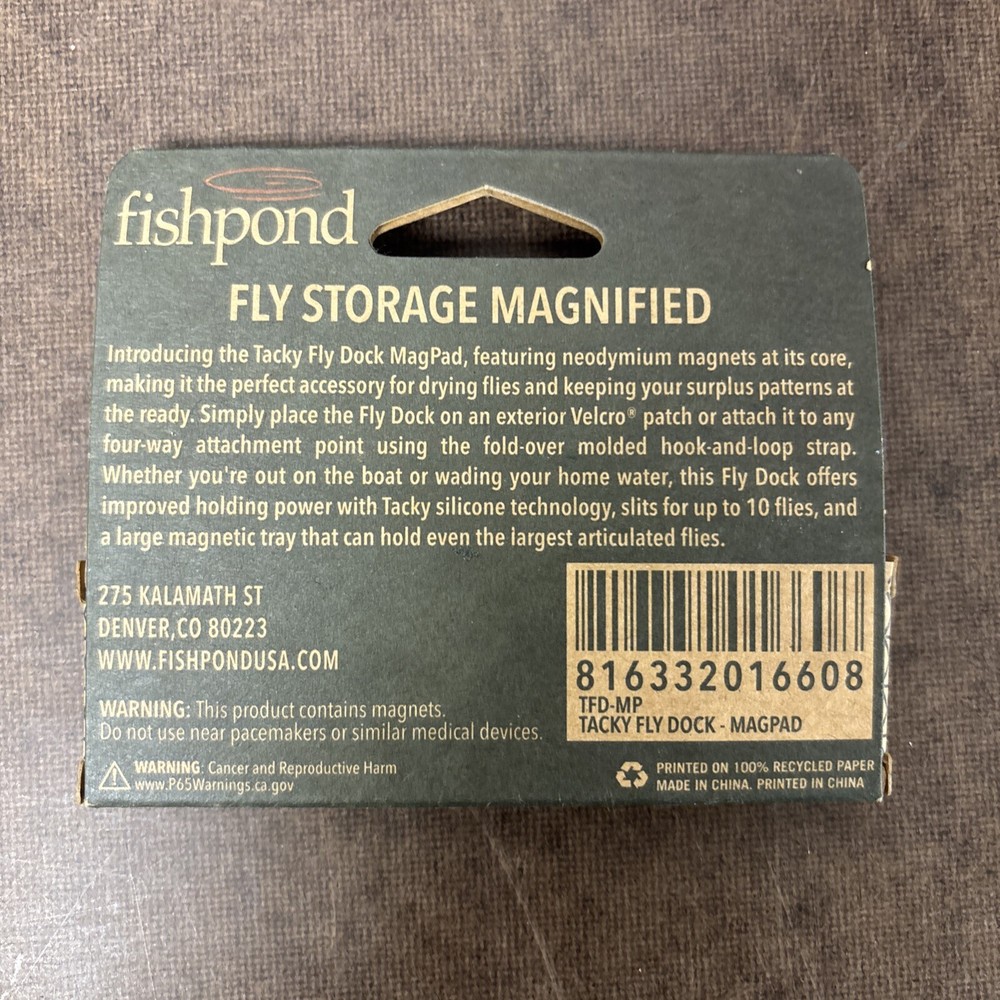 fishpond
FLY STORAGE MAGNIFIED
Introducing the Tacky Fly Dock MagPad, featuring neodymium magnets at its core,
making it the perfect accessory for drying flies and keeping your surplus patterns at
the ready. Simply place the Fly Dock on an exterior Velcro® patch or attach it to any
four-way attachment point using the fold-over molded hook-and-loop strap.
Whether you're out on the boat or wading your home water, this Fly Dock offers
improved holding power with Tacky silicone technology, slits for up to 10 flies, and
a large magnetic tray that can hold even the largest articulated flies.
275 KALAMATH ST
DENVER,CO 80223
WWW.FISHPONDUSA.COM
WARNING: This product contains magnets.
Do not use near pacemakers or similar medical devices.
WARNING: Cancer and Reproductive Harm
www.P65Warnings.ca.gov
816332016608
TFD-MP
TACKY FLY DOCK - MAGPAD
PRINTED ON 100% RECYCLED PAPER
MADE IN CHINA. PRINTED IN CHINA